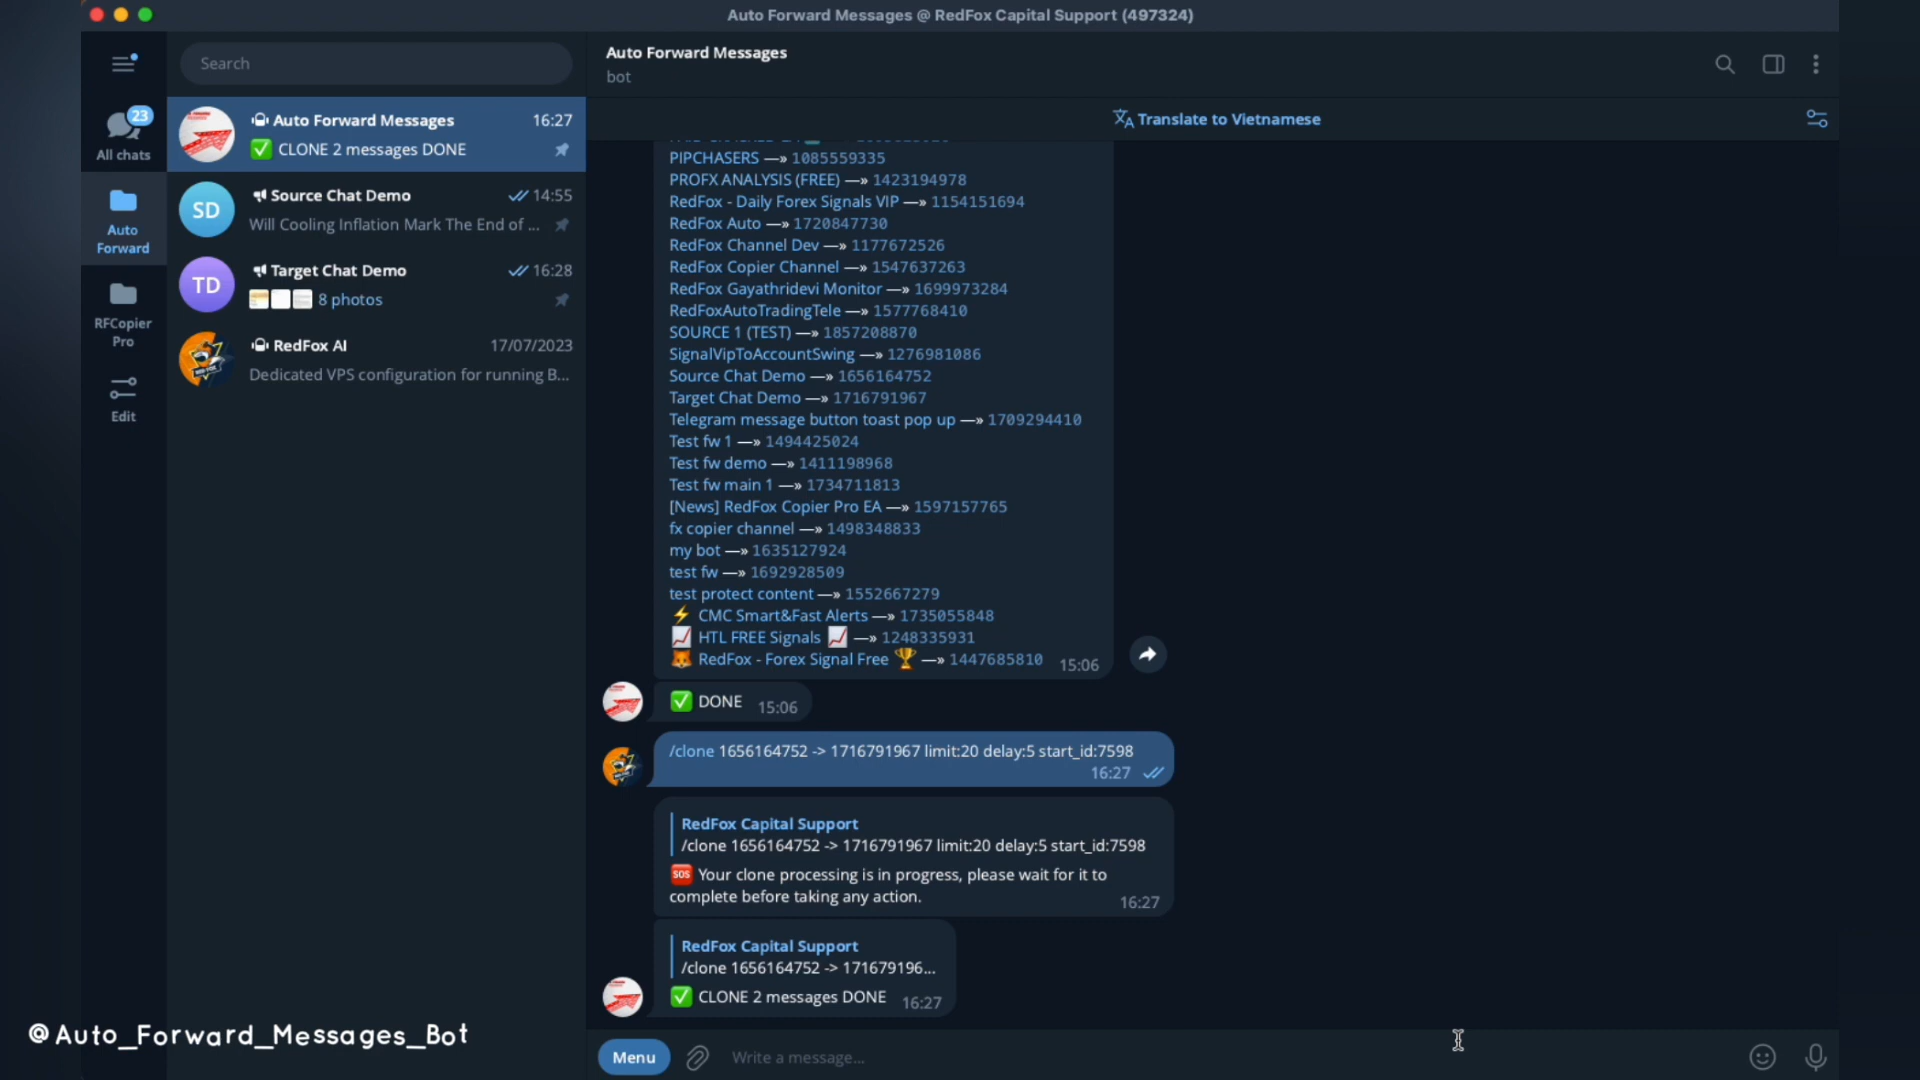 Auto Forward Messages @ RedFox Capital Support (497324)
Search
23
All chats
Auto
Forward
RFCopier
Pro
Edit
Auto Forward Messages 16:27
✅ CLONE 2 messages DONE
SD
Source Chat Demo 14:55
Will Cooling Inflation Mark The End of ...
TD
Target Chat Demo 16:28
8 photos
RedFox AI 17/07/2023
Dedicated VPS configuration for running B...
Auto Forward Messages
bot
Translate to Vietnamese
PIPCHASERS —» 1085559335
PROFX ANALYSIS (FREE) —» 1423194978
RedFox - Daily Forex Signals VIP —» 1154151694
RedFox Auto —» 1720847730
RedFox Channel Dev —» 1177672526
RedFox Copier Channel —» 1547637263
RedFox Gayathridevi Monitor —» 1699973284
RedFoxAutoTradingTele —» 1577768410
SOURCE 1 (TEST) —» 1857208870
SignalVipToAccountSwing —» 1276981086
Source Chat Demo —» 1656164752
Target Chat Demo —» 1716791967
Telegram message button toast pop up —» 1709294410
Test fw 1 —» 1494425024
Test fw demo —» 1411198968
Test fw main 1 —» 1734711813
[News] RedFox Copier Pro EA —» 1597157765
fx copier channel —» 1498348833
my bot —» 1635127924
test fw —» 1692928509
test protect content —» 1552667279
⚡ CMC Smart&Fast Alerts —» 1735055848
📈 HTL FREE Signals 📈 —» 1248335931
🦊 RedFox - Forex Signal Free 🏆 —» 1447685810 15:06
✅ DONE 15:06
/clone 1656164752 -> 1716791967 limit:20 delay:5 start_id:7598
16:27
RedFox Capital Support
/clone 1656164752 -> 1716791967 limit:20 delay:5 start_id:7598
🆘 Your clone processing is in progress, please wait for it to
complete before taking any action. 16:27
RedFox Capital Support
/clone 1656164752 -> 171679196...
✅ CLONE 2 messages DONE 16:27
Menu
Write a message...
@Auto_Forward_Messages_Bot